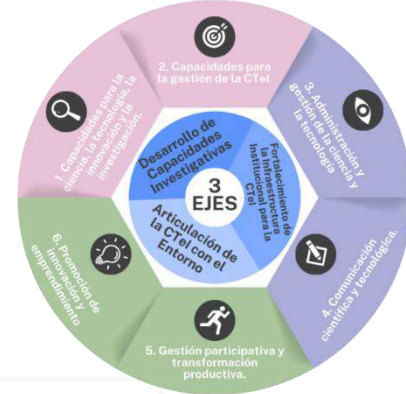 2. Capacidades para
la gestión de la CTeI.
3. Administración y
gestión de la ciencia y
la tecnología
4. Comunicación
científica y tecnológica.
5. Gestión participativa y
transformación
productiva.
6. Promoción de
innovación y
emprendimiento
1. Capacidades para la
ciencia, la tecnología, la
innovación y la
investigación.
Desarrollo de
Capacidades
Investigativas
Fortalecimiento de
la Infraestructura
Institucional para la
CTeI
Articulación de
la CTeI con el
Entorno
3
EJES